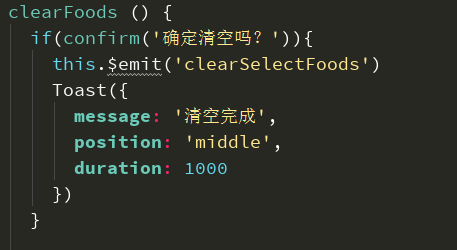 clearFoods () {
if(confirm('确定清空吗？')){
this.$emit('clearSelectFoods')
Toast({
message: '清空完成',
position: 'middle',
duration: 1000
})
}